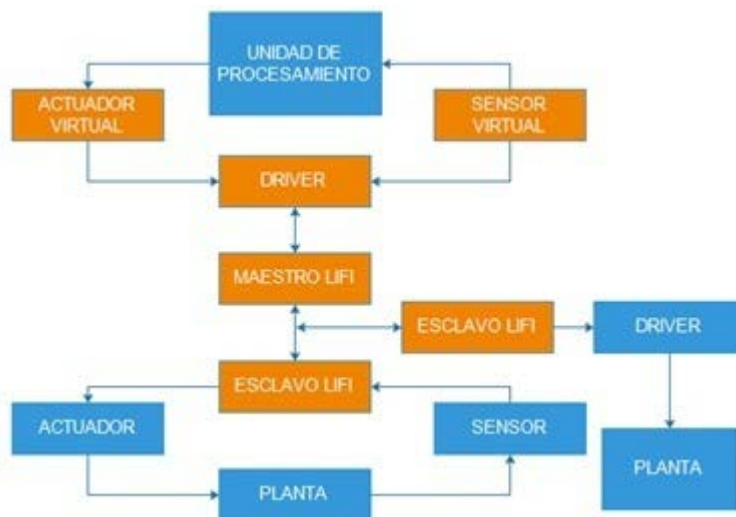 UNIDAD DE
PROCESAMIENTO
ACTUADOR
VIRTUAL
SENSOR
VIRTUAL
DRIVER
MAESTRO LIFI
ESCLAVO LIFI
DRIVER
ESCLAVO LIFI
ACTUADOR
SENSOR
PLANTA
PLANTA